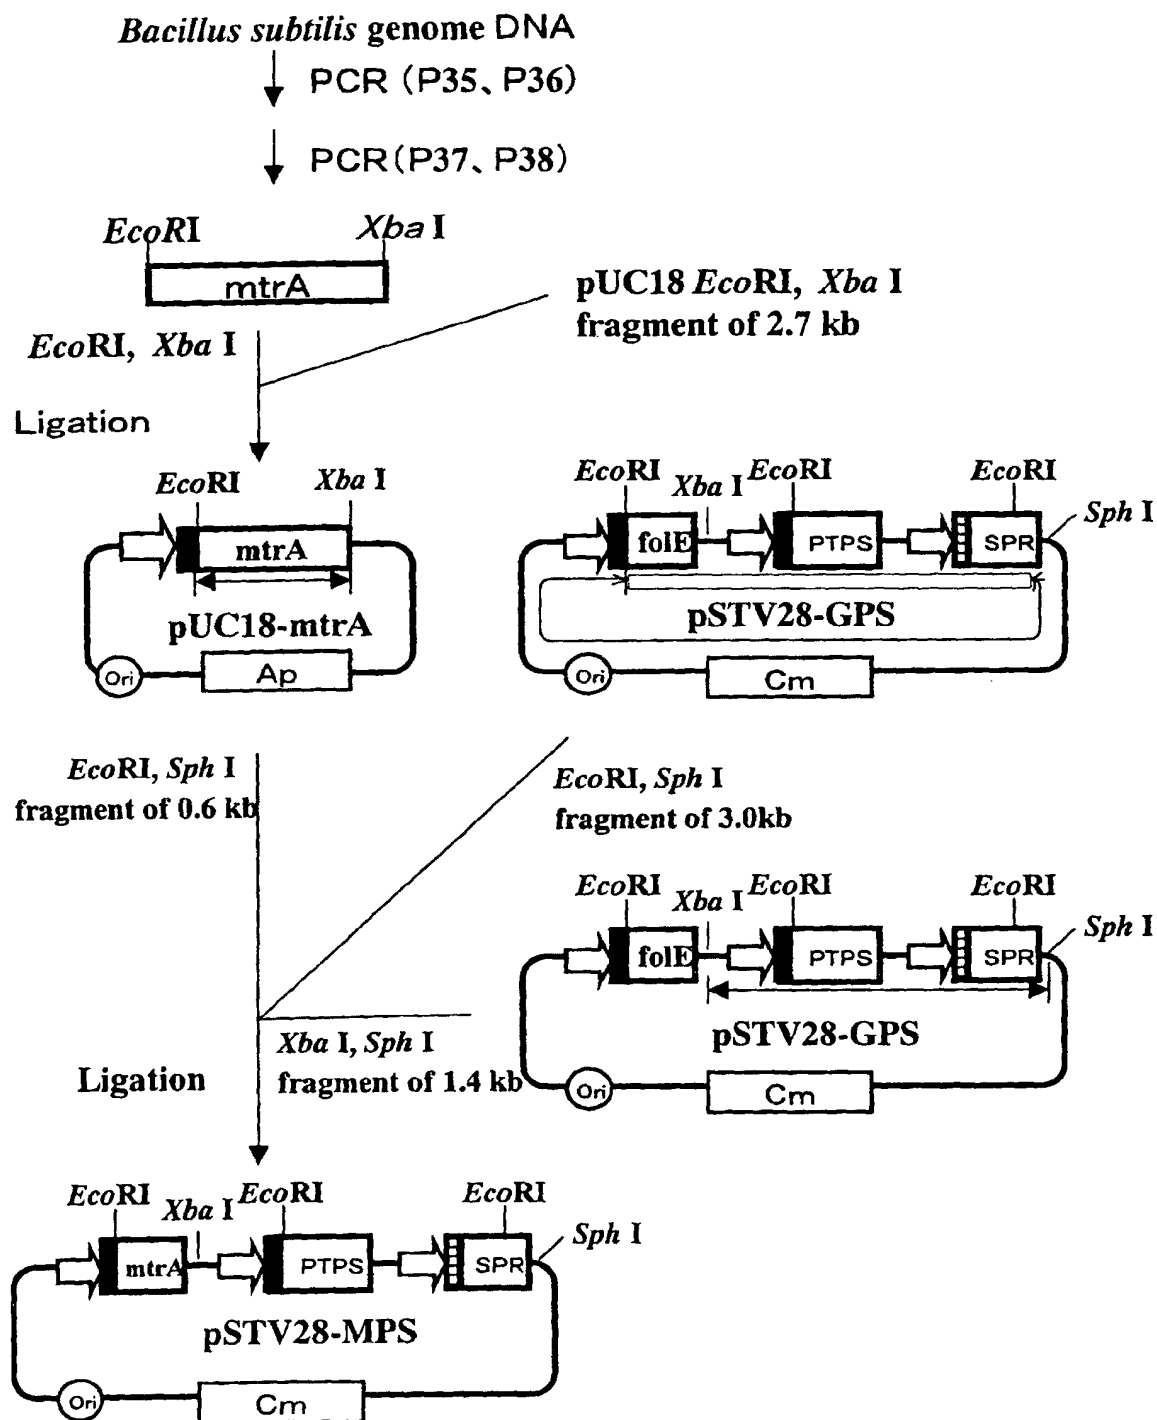 Bacillus subtilis genome DNA
PCR (P35、P36)
PCR(P37、P38)
EcoRI
Xba I
mtrA
pUC18 EcoRI, Xba I
fragment of 2.7 kb
EcoRI, Xba I
Ligation
EcoRI
Xba I
mtrA
pUC18-mtrA
Ori
Ap
EcoRI
Xba I
EcoRI
EcoRI
Sph I
folE
PTPS
SPR
pSTV28-GPS
Ori
Cm
EcoRI, Sph I
fragment of 0.6 kb
EcoRI, Sph I
fragment of 3.0kb
EcoRI
Xba I
EcoRI
EcoRI
Sph I
folE
PTPS
SPR
pSTV28-GPS
Ori
Cm
Xba I, Sph I
fragment of 1.4 kb
Ligation
EcoRI
Xba I
EcoRI
EcoRI
Sph I
mtrA
PTPS
SPR
pSTV28-MPS
Ori
Cm